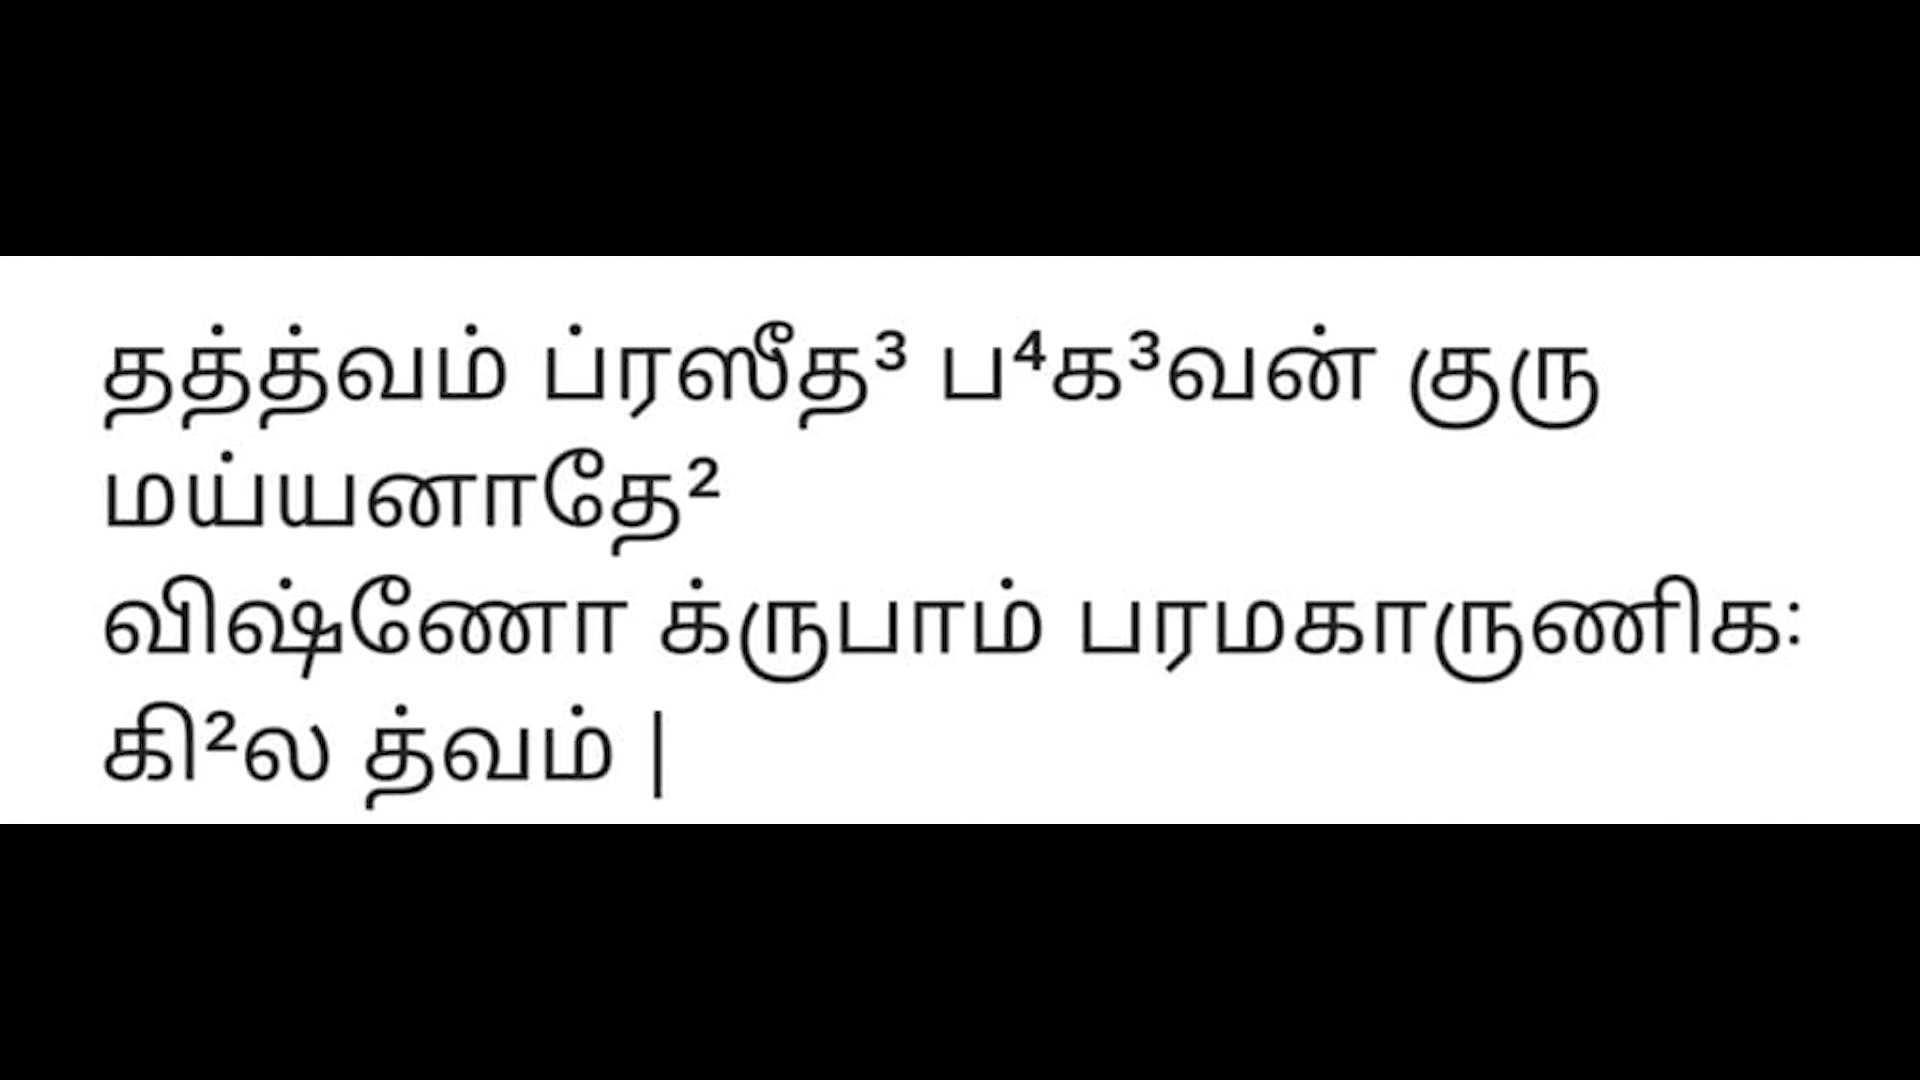 தத்த்வம் ப்ரஸீத³ ப⁴க³வன் குரு
மய்யனாதே²
விஷ்ணோ க்ருபாம் பரமகாருணிக:
கி²ல த்வம் |